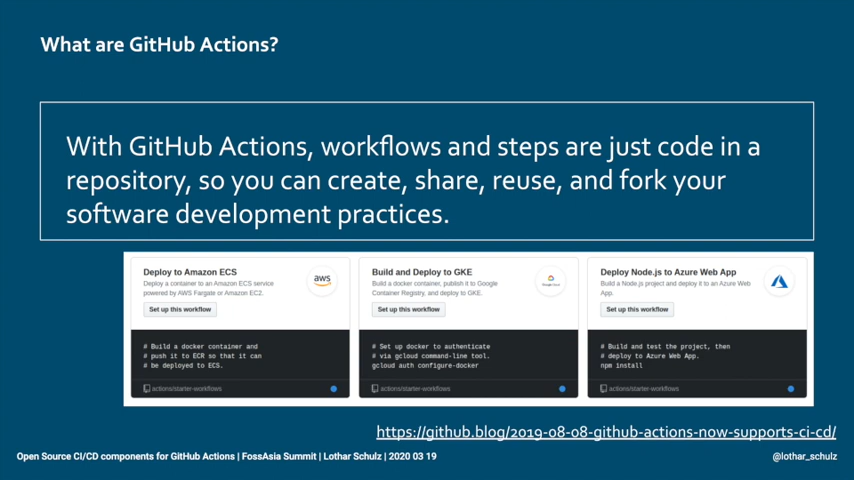 What are GitHub Actions?
With GitHub Actions, workflows and steps are just code in a
repository, so you can create, share, reuse, and fork your
software development practices.
Deploy to Amazon ECS
Deploy a container to an Amazon ECS service
powered by AWS Fargate or Amazon EC2.
aws
Set up this workflow
# Build a docker container and
# push it to ECR so that it can
# be deployed to ECS.
actions/starter-workflows
Build and Deploy to GKE
Build a docker container, publish it to Google
Container Registry, and deploy to GKE.
Google Cloud
Set up this workflow
# Set up docker to authenticate
# via gcloud command-line tool.
gcloud auth configure-docker
actions/starter-workflows
Deploy Node.js to Azure Web App
Build a Node.js project and deploy it to an Azure Web
App.
Set up this workflow
# Build and test the project, then
# deploy to Azure Web App.
npm install
actions/starter-workflows
https://github.blog/2019-08-08-github-actions-now-supports-ci-cd/
Open Source CI/CD components for GitHub Actions | FossAsia Summit | Lothar Schulz | 2020 03 19
@lothar_schulz